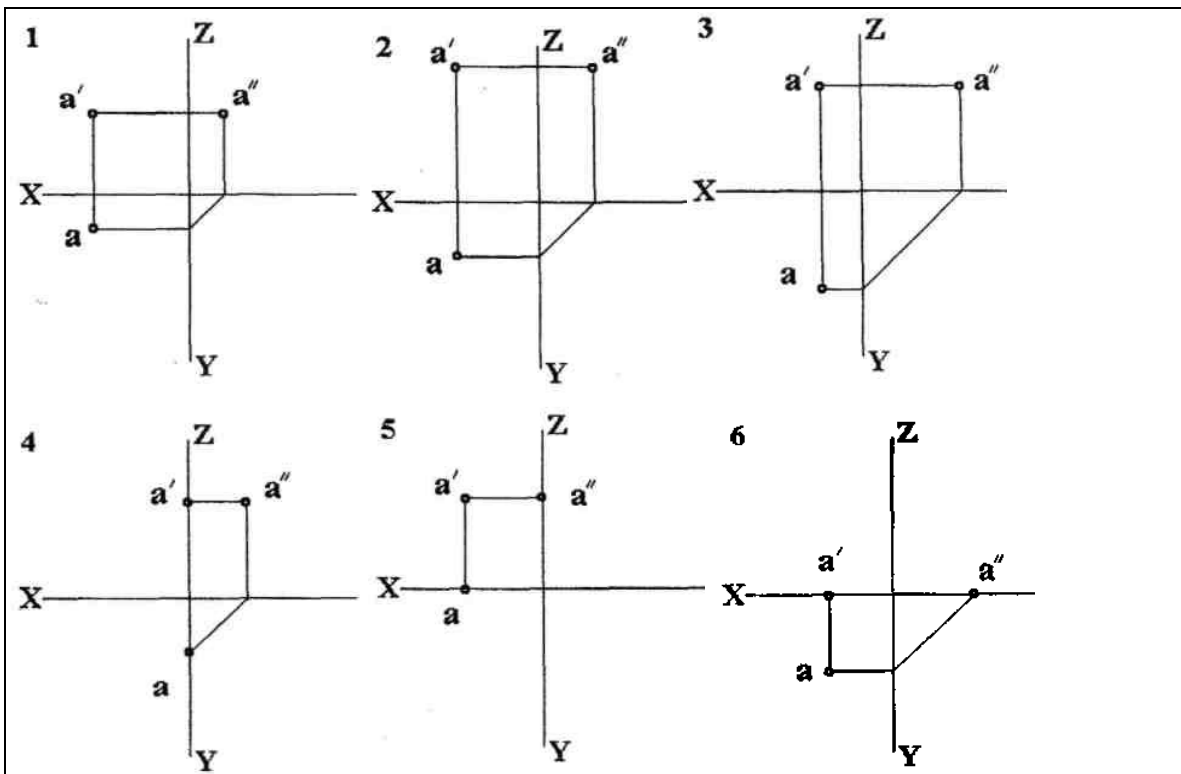 1 Z a′ a″ X a Y
2 Z a′ a″ X a Y
3 Z a′ a″ X a Y
4 Z a′ a″ X a Y
5 Z a′ a″ X a Y
6 Z a′ a″ X a Y